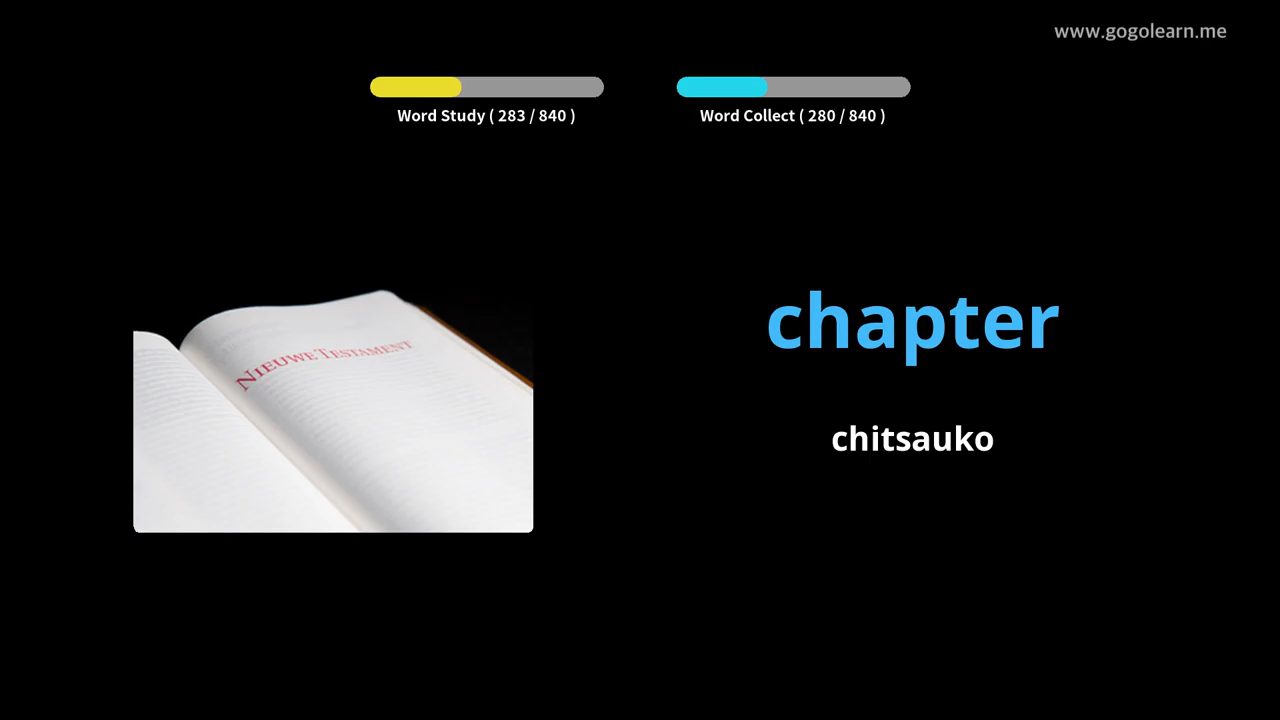 www.gogolearn.me
Word Study ( 283 / 840 )
Word Collect ( 280 / 840 )
NIEUWE TESTAMENT
chapter
chitsauko